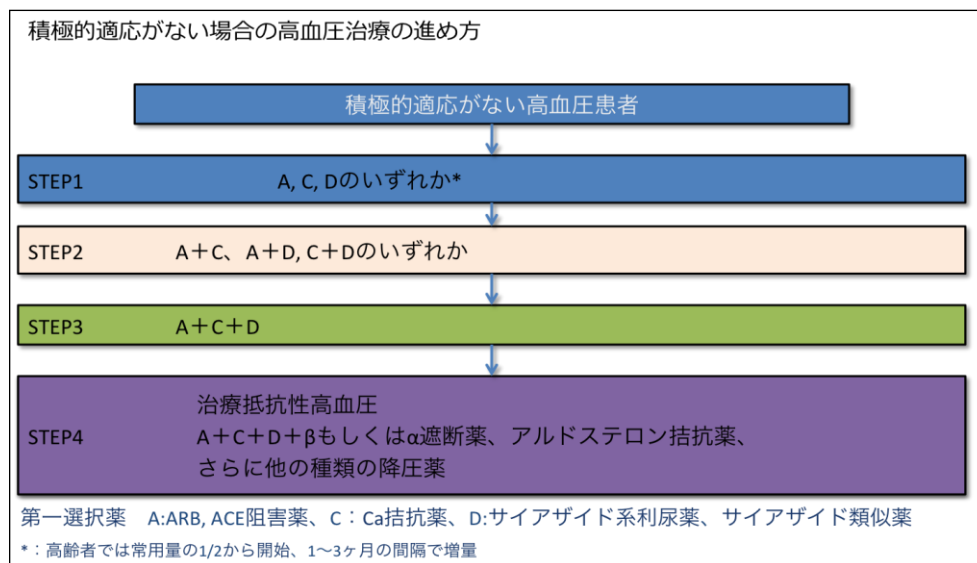 積極的適応がない場合の高血圧治療の進め方
積極的適応がない高血圧患者
STEP1 A, C, Dのいずれか*
STEP2 A+C、A+D, C+Dのいずれか
STEP3 A+C+D
治療抵抗性高血圧
STEP4 A+C+D+βもしくはα遮断薬、アルドステロン拮抗薬、
さらに他の種類の降圧薬
第一選択薬 A:ARB, ACE阻害薬、C：Ca拮抗薬、D:サイアザイド系利尿薬、サイアザイド類似薬
*：高齢者では常用量の1/2から開始、1〜3ヶ月の間隔で増量